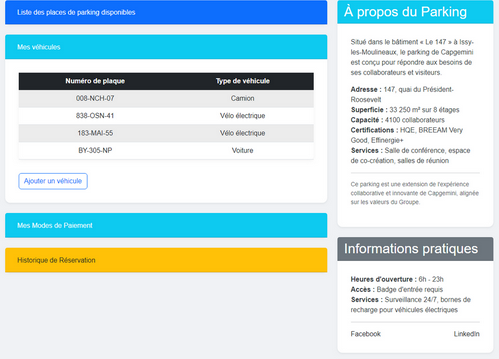 Liste des places de parking disponibles
Mes véhicules
Numéro de plaque Type de véhicule
008-NCH-07 Camion
838-OSN-41 Vélo électrique
183-MAI-55 Vélo électrique
BY-305-NP Voiture
Ajouter un véhicule
Mes Modes de Paiement
Historique de Réservation
À propos du Parking
Situé dans le bâtiment « Le 147 » à Issy-
les-Moulineaux, le parking de Capgemini
est conçu pour répondre aux besoins de
ses collaborateurs et visiteurs.
Adresse : 147, quai du Président-
Roosevelt
Superficie : 33 250 m² sur 8 étages
Capacité : 4100 collaborateurs
Certifications : HQE, BREEAM Very
Good, Effinergie+
Services : Salle de conférence, espace
de co-création, salles de réunion
Ce parking est une extension de l'expérience
collaborative et innovante de Capgemini, alignée
sur les valeurs du Groupe.
Informations pratiques
Heures d'ouverture : 6h - 23h
Accès : Badge d'entrée requis
Services : Surveillance 24/7, bornes de
recharge pour véhicules électriques
Facebook LinkedIn